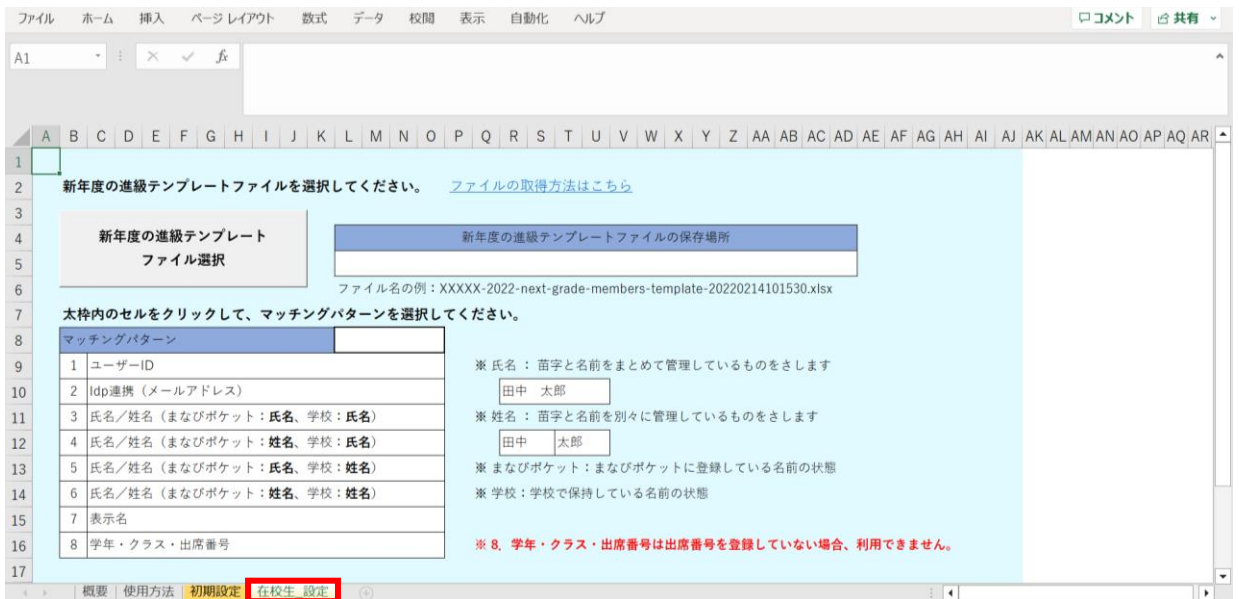 ファイル ホーム 挿入 ページ レイアウト 数式 データ 校閲 表示 自動化 ヘルプ コメント 共有
A1 fx
A B C D E F G H I J K L M N O P Q R S T U V W X Y Z AA AB AC AD AE AF AG AH AI AJ AK AL AM AN AO AP AQ AR
1
2 新年度の進級テンプレートファイルを選択してください。 ファイルの取得方法はこちら
3
4 新年度の進級テンプレート 新年度の進級テンプレートファイルの保存場所
5 ファイル選択
6 ファイル名の例：XXXXX-2022-next-grade-members-template-20220214101530.xlsx
7 太枠内のセルをクリックして、マッチングパターンを選択してください。
8 マッチングパターン
9 1 ユーザーID ※ 氏名 ： 苗字と名前をまとめて管理しているものをさします
10 2 Idp連携（メールアドレス） 田中 太郎
11 3 氏名／姓名（まなびポケット：氏名、学校：氏名） ※ 姓名 ： 苗字と名前を別々に管理しているものをさします
12 4 氏名／姓名（まなびポケット：姓名、学校：氏名） 田中 太郎
13 5 氏名／姓名（まなびポケット：氏名、学校：姓名） ※ まなびポケット：まなびポケットに登録している名前の状態
14 6 氏名／姓名（まなびポケット：姓名、学校：姓名） ※ 学校：学校で保持している名前の状態
15 7 表示名
16 8 学年・クラス・出席番号 ※ 8．学年・クラス・出席番号は出席番号を登録していない場合、利用できません。
17
概要 使用方法 初期設定 在校生_設定